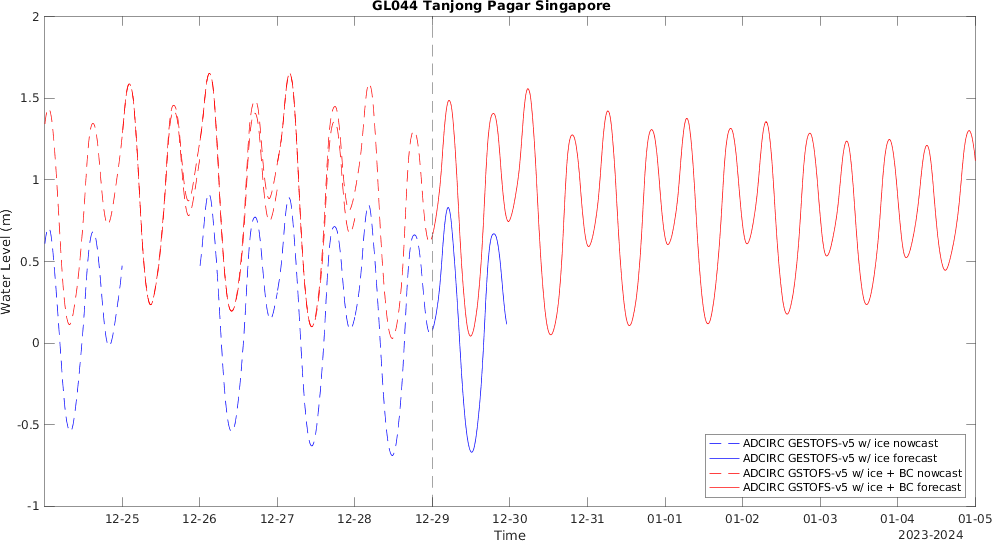 GL044 Tanjong Pagar Singapore
2
1.5
1
0.5
0
-0.5
-1
Water Level (m)
ADCIRC GESTOFS-v5 w/ ice nowcast
ADCIRC GESTOFS-v5 w/ ice forecast
ADCIRC GSTOFS-v5 w/ ice + BC nowcast
ADCIRC GSTOFS-v5 w/ ice + BC forecast
12-25 12-26 12-27 12-28 12-29 12-30 12-31 01-01 01-02 01-03 01-04 01-05
Time
2023-2024